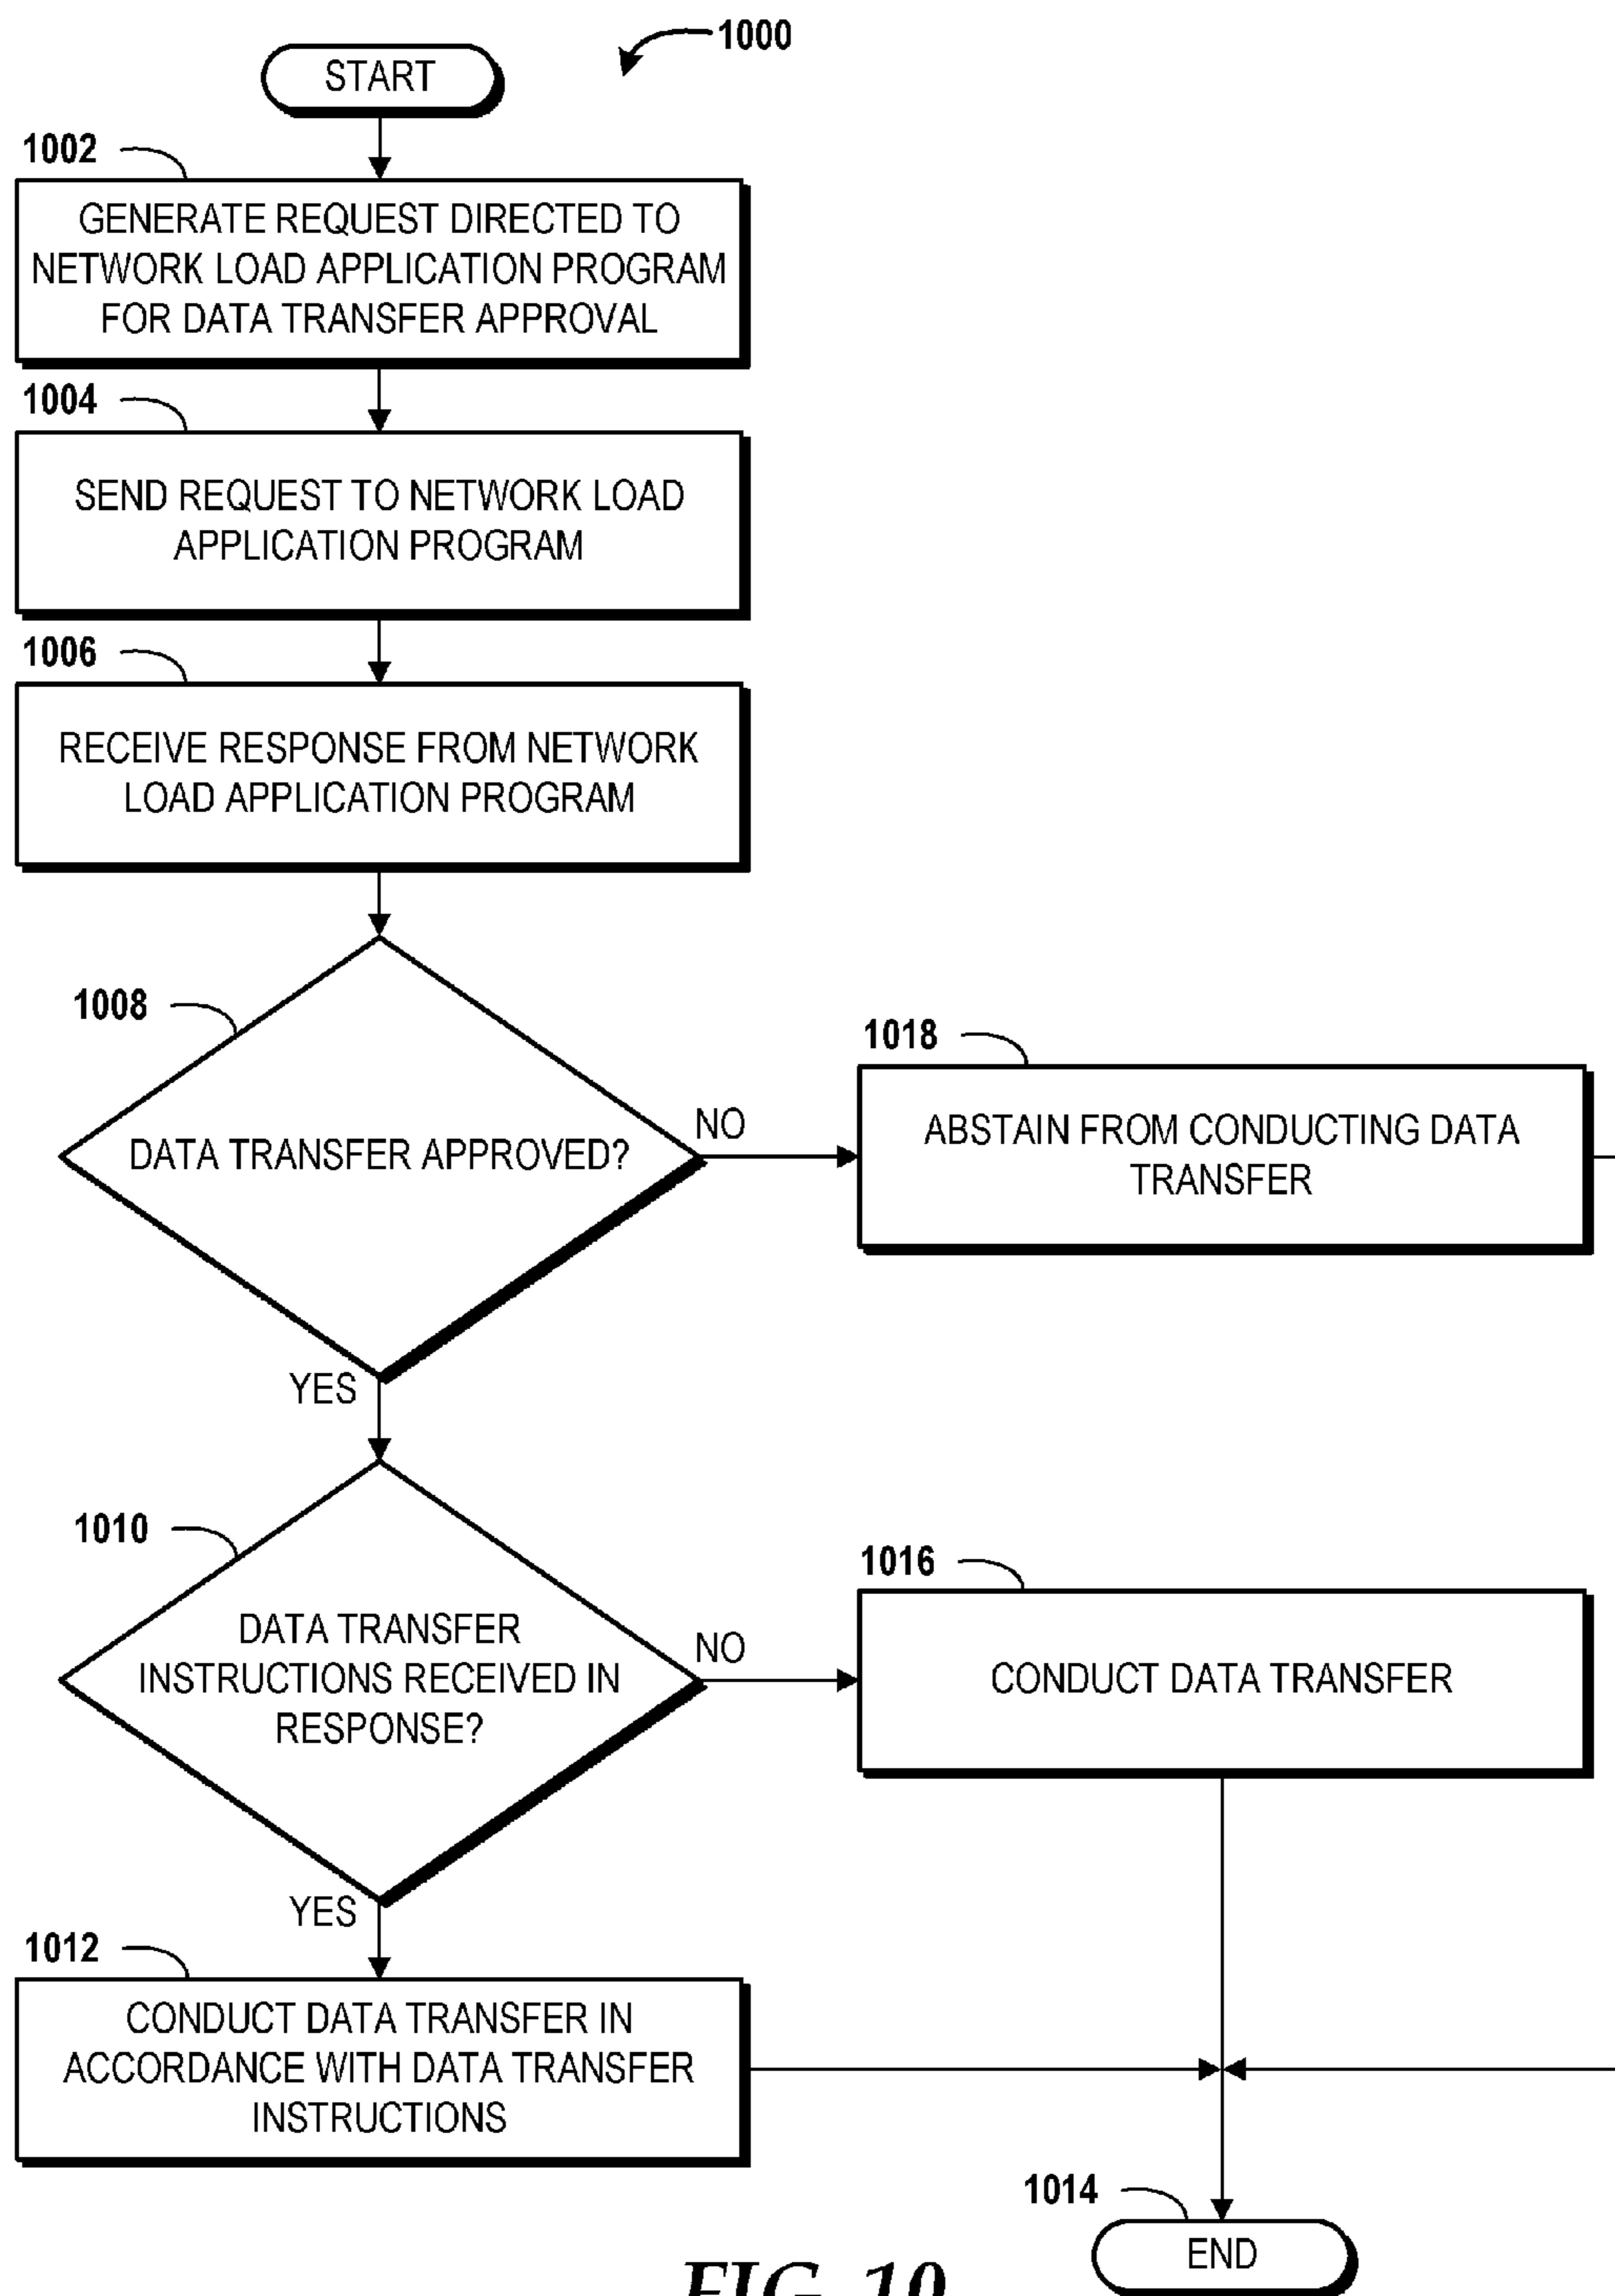 1000
START
1002
GENERATE REQUEST DIRECTED TO
NETWORK LOAD APPLICATION PROGRAM
FOR DATA TRANSFER APPROVAL
1004
SEND REQUEST TO NETWORK LOAD
APPLICATION PROGRAM
1006
RECEIVE RESPONSE FROM NETWORK
LOAD APPLICATION PROGRAM
1008
DATA TRANSFER APPROVED?
NO
1018
ABSTAIN FROM CONDUCTING DATA
TRANSFER
YES
1010
DATA TRANSFER
INSTRUCTIONS RECEIVED IN
RESPONSE?
NO
1016
CONDUCT DATA TRANSFER
YES
1012
CONDUCT DATA TRANSFER IN
ACCORDANCE WITH DATA TRANSFER
INSTRUCTIONS
1014
END
FIG. 10